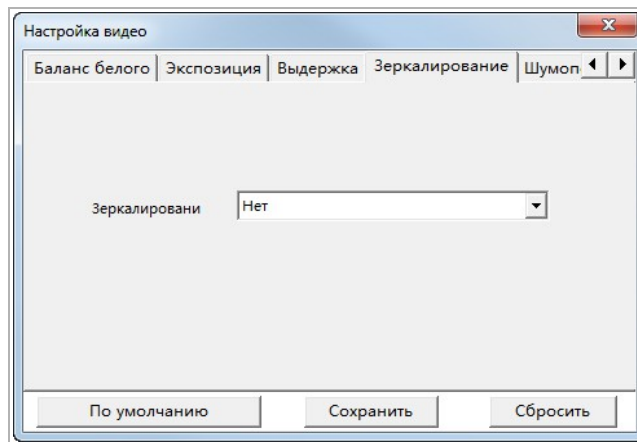 Настройка видео
Баланс белого Экспозиция Выдержка Зеркалирование Шумоп
Зеркалировани Нет
По умолчанию Сохранить Сбросить